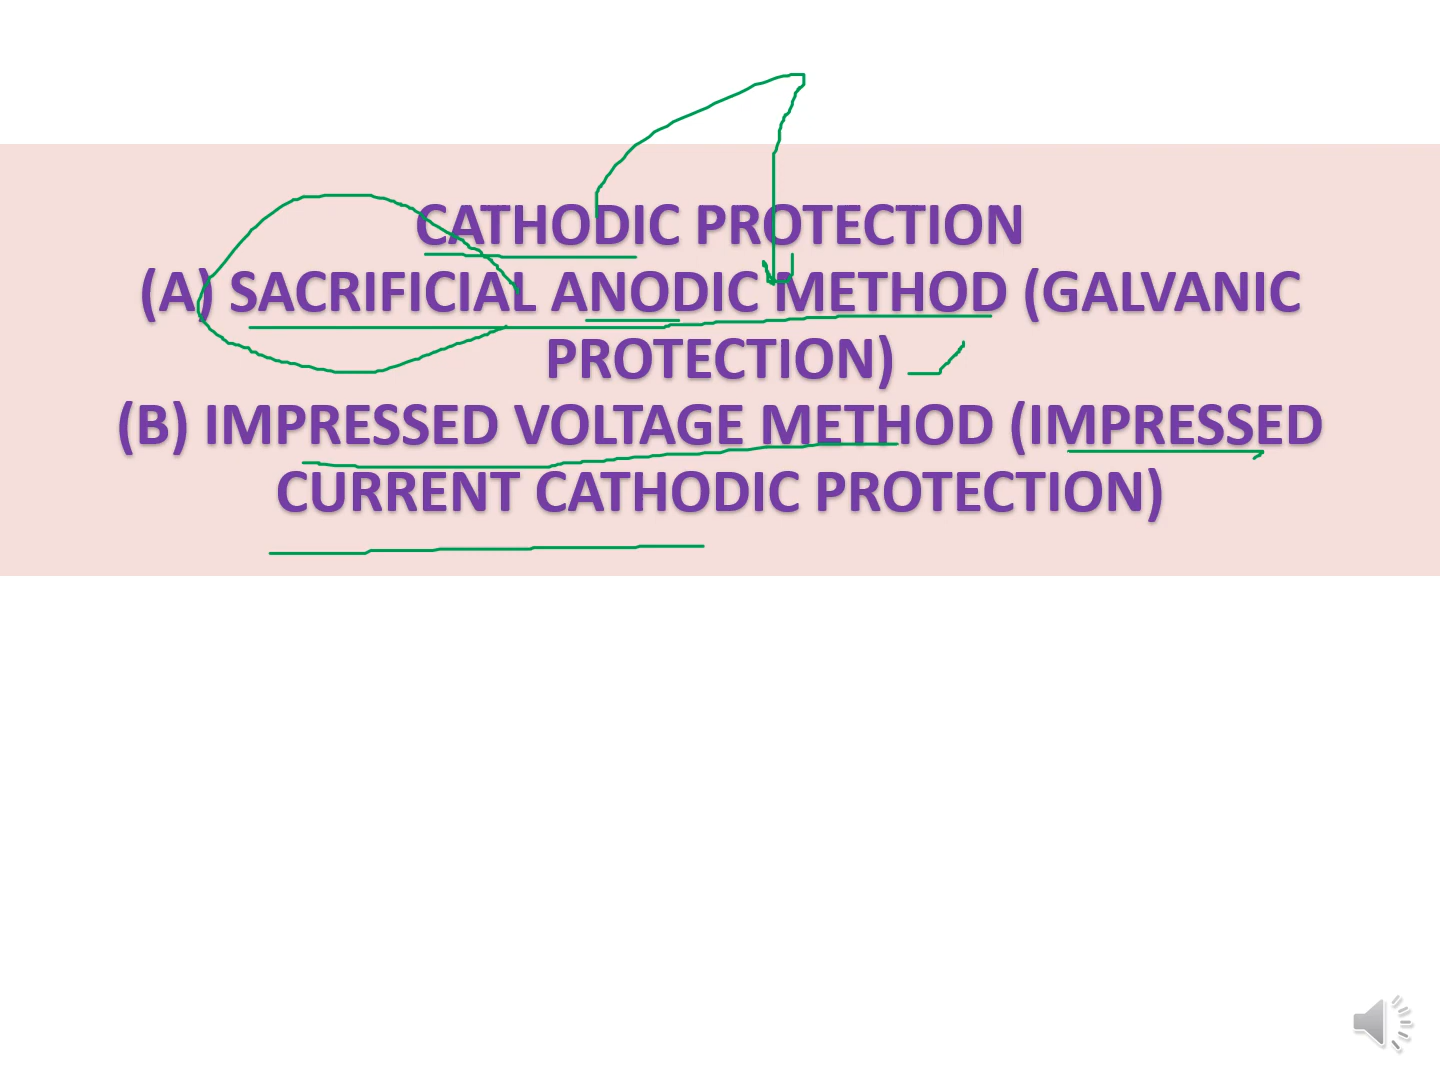 CATHODIC PROTECTION
(A) SACRIFICIAL ANODIC METHOD (GALVANIC
PROTECTION)
(B) IMPRESSED VOLTAGE METHOD (IMPRESSED
CURRENT CATHODIC PROTECTION)